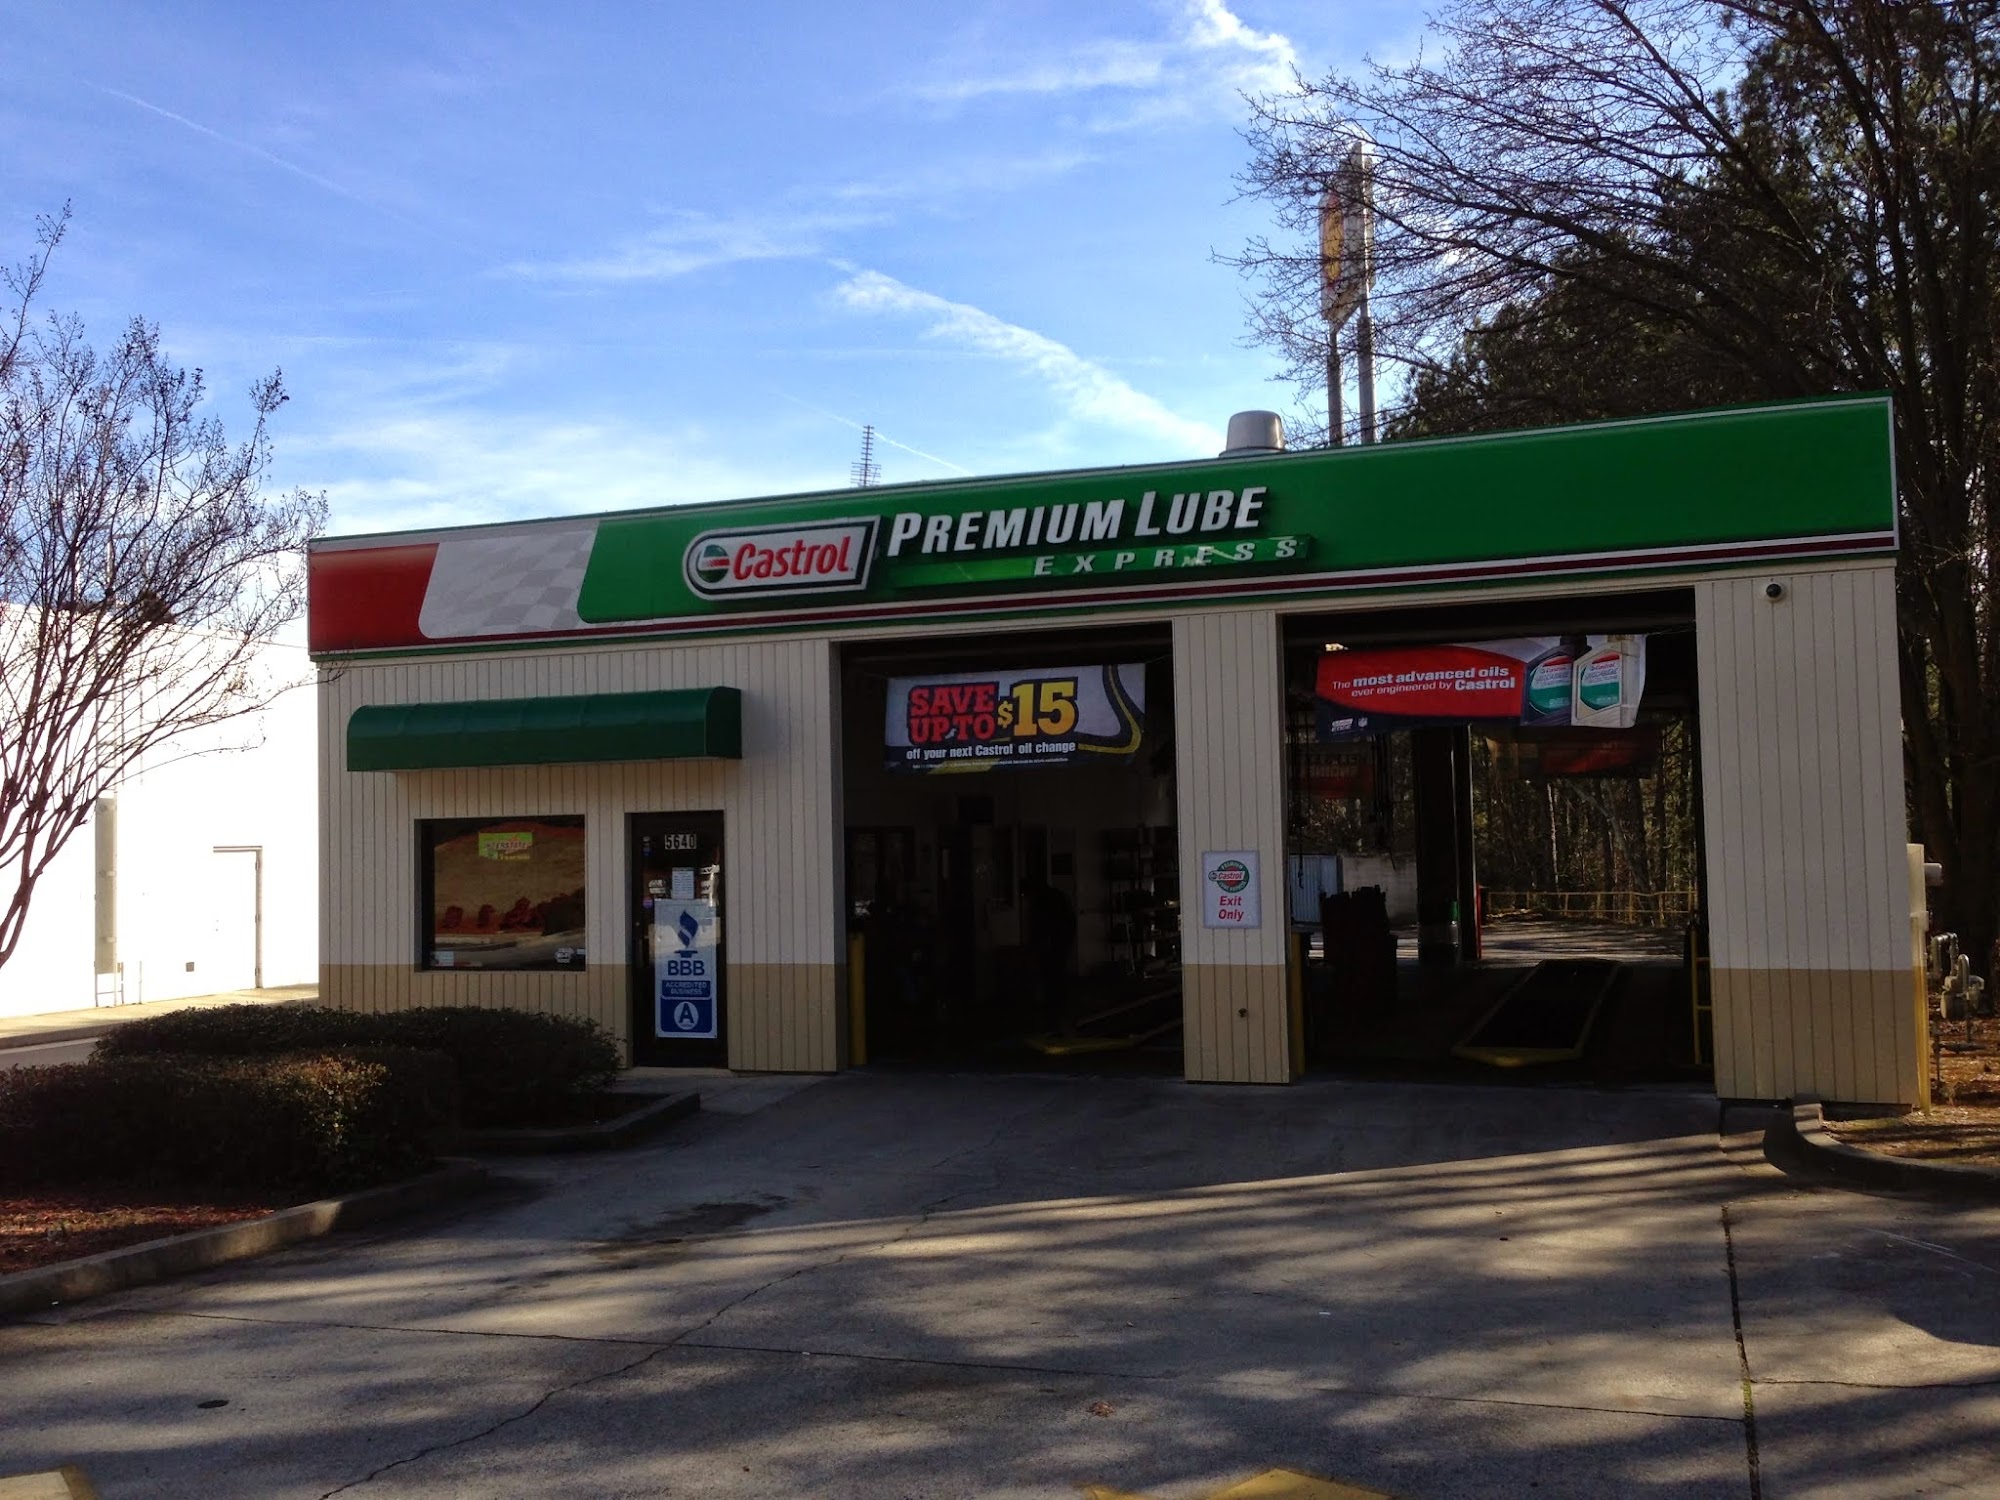 Castrol
PREMIUM LUBE
EXPRESS
SAVE
UP TO $15
off your next Castrol oil change
The most advanced oils
ever engineered by Castrol
5640
INTERSTATE
Castrol
Exit
Only
BBB
ACCREDITED
BUSINESS
A